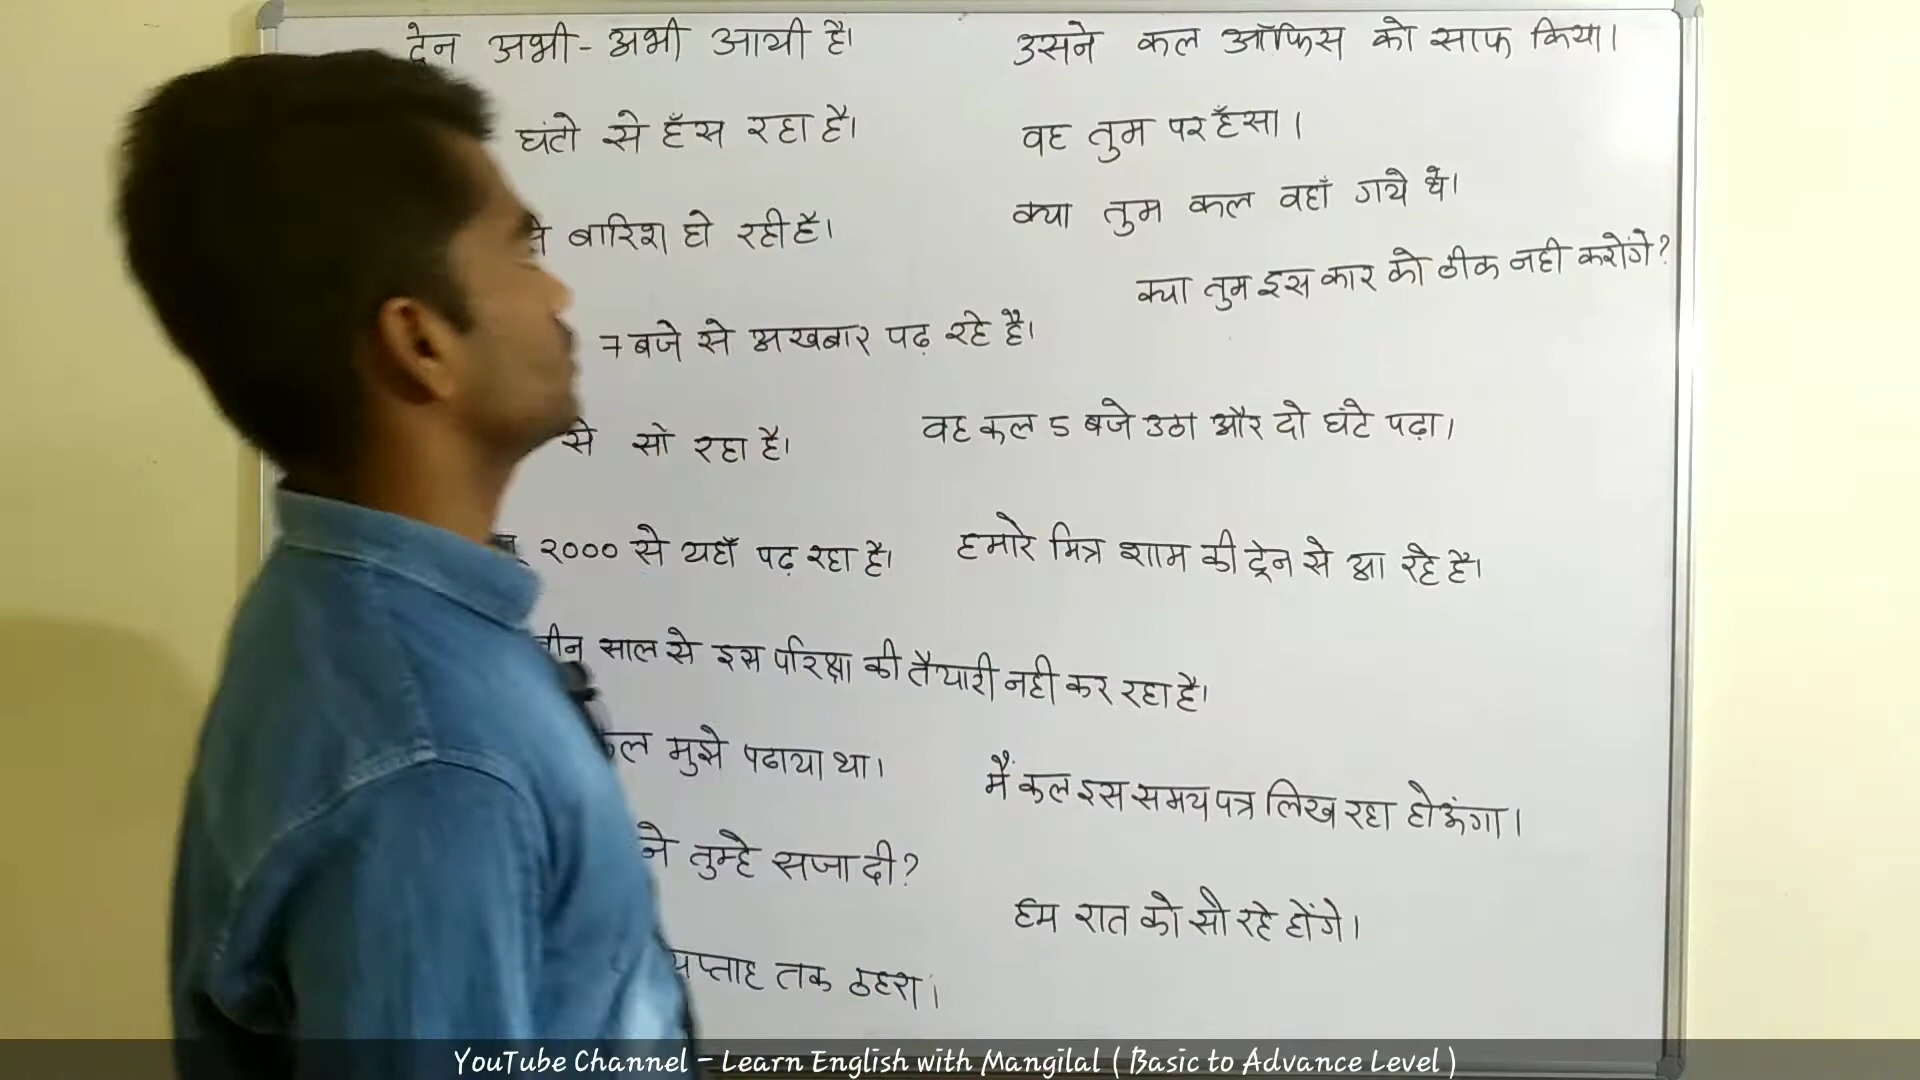 ट्रेन अभी-अभी आयी है।
घंटो से हँस रहा है।
बारिश हो रही है।
7 बजे से अखबार पढ़ रहे है।
से सो रहा है।
२००० से यहाँ पढ़ रहा है।
साल से इस परिक्षा की तैयारी नही कर रहा है।
मुझे पढाया था।
ने तुम्हे सजा दी?
सप्ताह तक ठहरा।
उसने कल ऑफिस को साफ किया।
वह तुम पर हँसा।
क्या तुम कल वहाँ गये थे।
क्या तुम इस कार को ठीक नही करोंगे?
वह कल 5 बजे उठा और दो घंटे पढ़ा।
हमारे मित्र शाम की ट्रेन से आ रहे है।
मैं कल इस समय पत्र लिख रहा होऊंगा।
हम रात को सो रहे होंगे।
YouTube Channel - Learn English with Mangilal ( Basic to Advance Level )